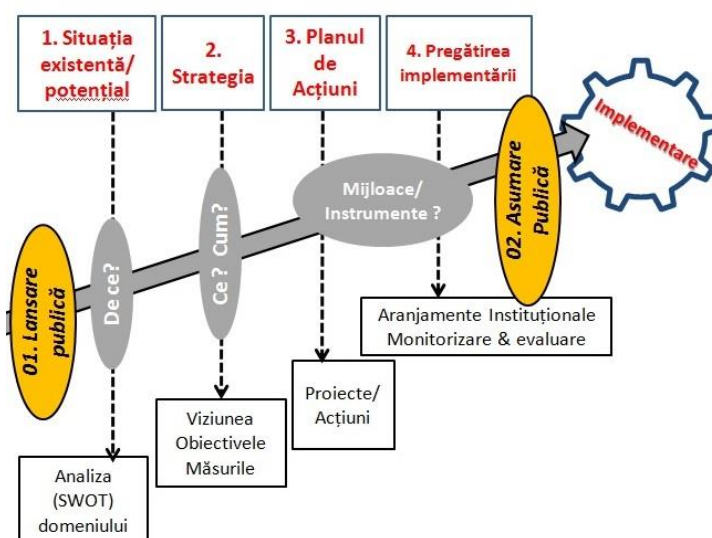 1. Situația
existentă/
potențial
2.
Strategia
3. Planul
de
Acțiuni
4. Pregătirea
implementării
Implementare
01. Lansare
publică
De ce?
Ce? Cum?
Mijloace/
Instrumente ?
02. Asumare
Publică
Aranjamente Instituționale
Monitorizare & evaluare
Proiecte/
Acțiuni
Viziunea
Obiectivele
Măsurile
Analiza
(SWOT)
domeniului